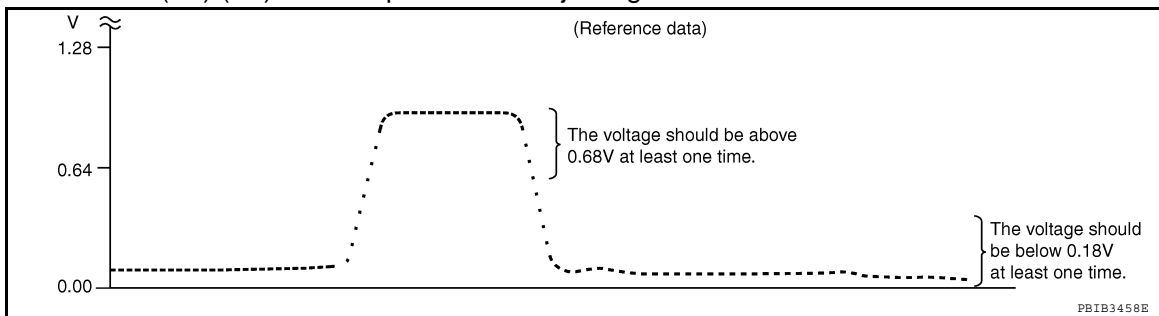 V
(Reference data)
1.28
The voltage should be above
0.68V at least one time.
0.64
The voltage should
be below 0.18V
at least one time.
0.00
PBIB3458E